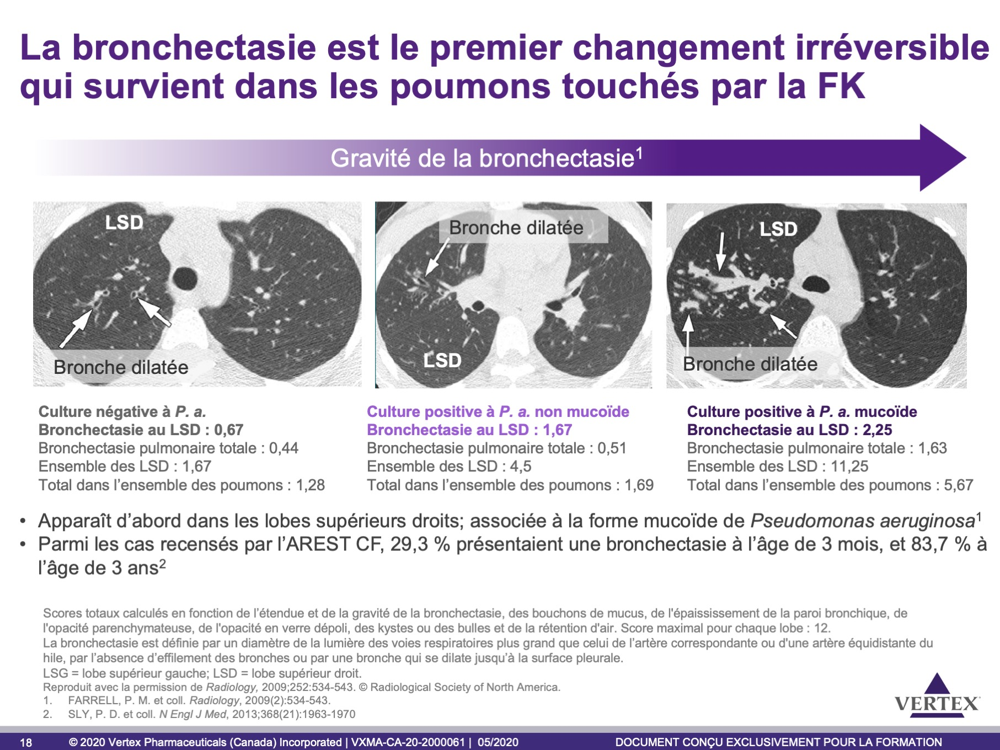 La bronchectasie est le premier changement irréversible
qui survient dans les poumons touchés par la FK
Gravité de la bronchectasie1
LSD
Bronche dilatée
Bronche dilatée
LSD
LSD
Bronche dilatée
Culture négative à P. a.
Bronchectasie au LSD : 0,67
Bronchectasie pulmonaire totale : 0,44
Ensemble des LSD : 1,67
Total dans l’ensemble des poumons : 1,28
Culture positive à P. a. non mucoïde
Bronchectasie au LSD : 1,67
Bronchectasie pulmonaire totale : 0,51
Ensemble des LSD : 4,5
Total dans l’ensemble des poumons : 1,69
Culture positive à P. a. mucoïde
Bronchectasie au LSD : 2,25
Bronchectasie pulmonaire totale : 1,63
Ensemble des LSD : 11,25
Total dans l’ensemble des poumons : 5,67
• Apparaît d’abord dans les lobes supérieurs droits; associée à la forme mucoïde de Pseudomonas aeruginosa1
• Parmi les cas recensés par l’AREST CF, 29,3 % présentaient une bronchectasie à l’âge de 3 mois, et 83,7 % à
l’âge de 3 ans2
Scores totaux calculés en fonction de l’étendue et de la gravité de la bronchectasie, des bouchons de mucus, de l'épaississement de la paroi bronchique, de
l'opacité parenchymateuse, de l'opacité en verre dépoli, des kystes ou des bulles et de la rétention d'air. Score maximal pour chaque lobe : 12.
La bronchectasie est définie par un diamètre de la lumière des voies respiratoires plus grand que celui de l’artère correspondante ou d'une artère équidistante du
hile, par l’absence d’effilement des bronches ou par une bronche qui se dilate jusqu’à la surface pleurale.
LSG = lobe supérieur gauche; LSD = lobe supérieur droit.
Reproduit avec la permission de Radiology, 2009;252:534-543. © Radiological Society of North America.
1. FARRELL, P. M. et coll. Radiology, 2009(2):534-543.
2. SLY, P. D. et coll. N Engl J Med, 2013;368(21):1963-1970
VERTEX
18 © 2020 Vertex Pharmaceuticals (Canada) Incorporated | VXMA-CA-20-2000061 | 05/2020 DOCUMENT CONÇU EXCLUSIVEMENT POUR LA FORMATION